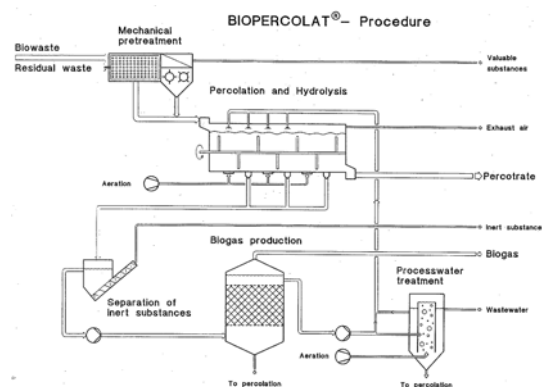 BIOPERCOLAT®– Procedure
Mechanical
pretreatment
Biowaste
Residual waste
Valuable
substances
Percolation and Hydrolysis
Exhaust air
Aeration
Percotrate
Inert substance
Biogas production
Biogas
Processwater
treatment
Separation of
inert substances
Wastewater
Aeration
To percolation
To percolation